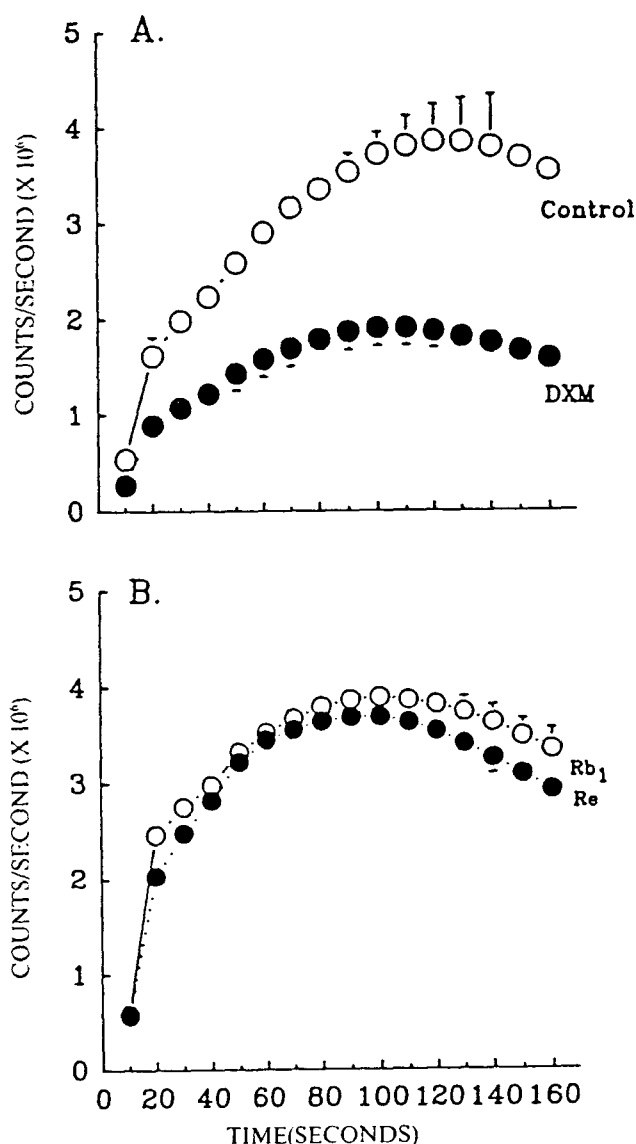 A.
COUNTS/SECOND (X 10⁶)
5
4
3
2
1
0
Control
DXM
B.
COUNTS/SECOND (X 10⁶)
5
4
3
2
1
0
Rb₁
Re
0 20 40 60 80 100 120 140 160
TIME(SECONDS)